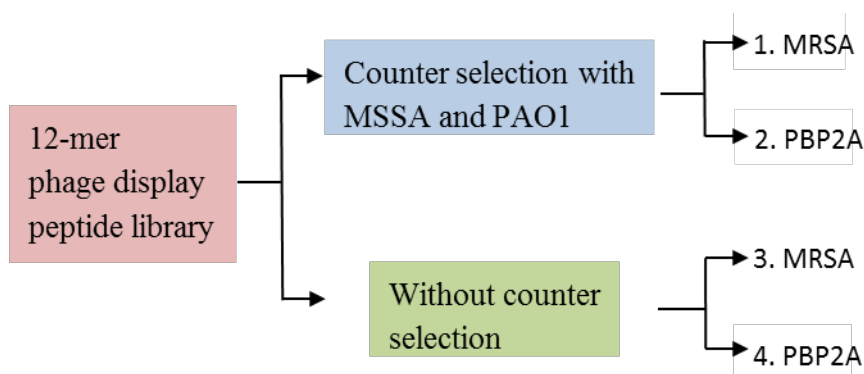 12-mer
phage display
peptide library
Counter selection with
MSSA and PAO1
1. MRSA
2. PBP2A
Without counter
selection
3. MRSA
4. PBP2A